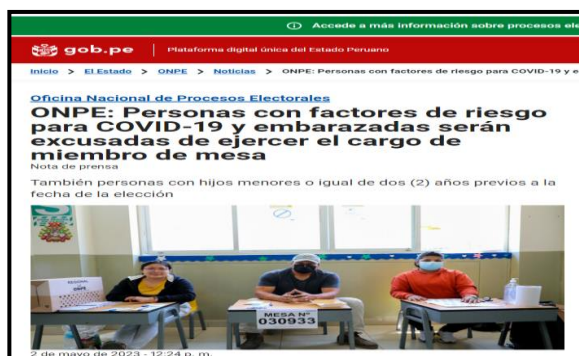 Accede a más información sobre procesos ele
gob.pe Plataforma digital única del Estado Peruano
Inicio > El Estado > ONPE > Noticias > ONPE: Personas con factores de riesgo para COVID-19 y e
Oficina Nacional de Procesos Electorales
ONPE: Personas con factores de riesgo
para COVID-19 y embarazadas serán
excusadas de ejercer el cargo de
miembro de mesa
Nota de prensa
También personas con hijos menores o igual de dos (2) años previos a la
fecha de la elección
ONPE
MESA N°
030933
2 de mayo de 2023 - 12:24 p. m.